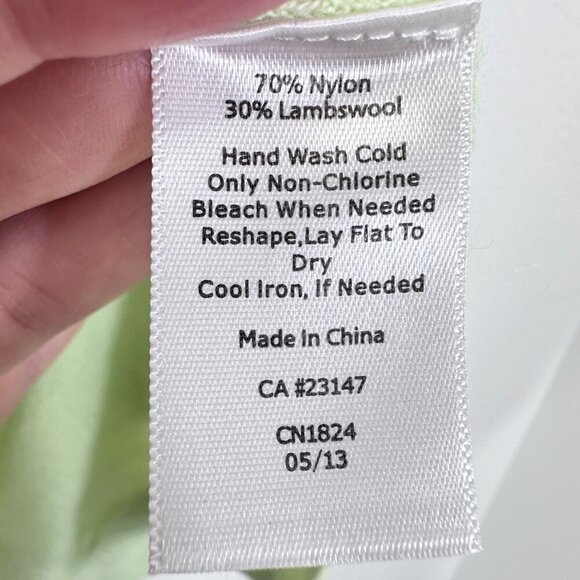 70% Nylon
30% Lambswool
Hand Wash Cold
Only Non-Chlorine
Bleach When Needed
Reshape,Lay Flat To
Dry
Cool Iron, If Needed
Made In China
CA #23147
CN1824
05/13